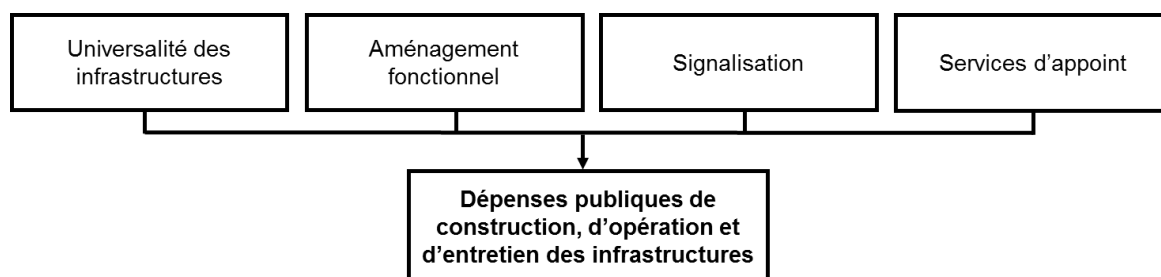 Universalité des
infrastructures
Aménagement
fonctionnel
Signalisation
Services d'appoint
Dépenses publiques de
construction, d'opération et
d'entretien des infrastructures